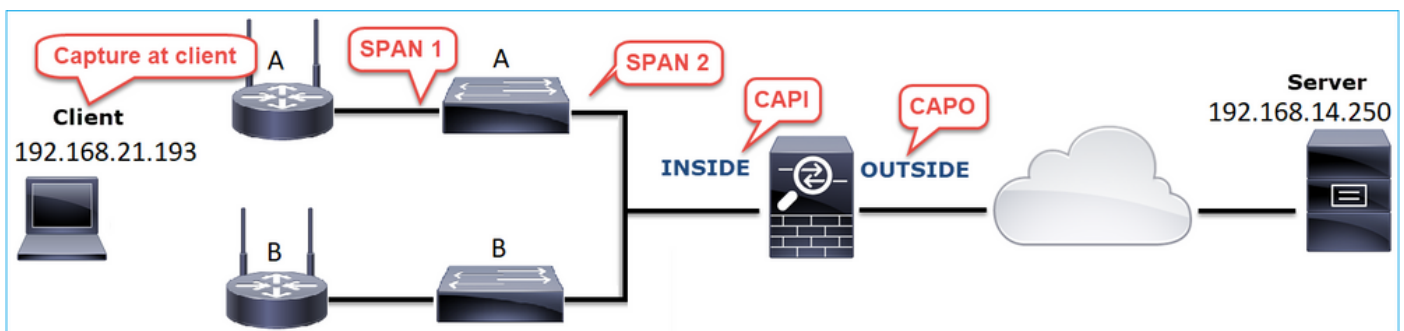 Capture at client
A
SPAN 1
A
SPAN 2
Client
192.168.21.193
CAPI
CAPO
INSIDE
OUTSIDE
Server
192.168.14.250
B
B